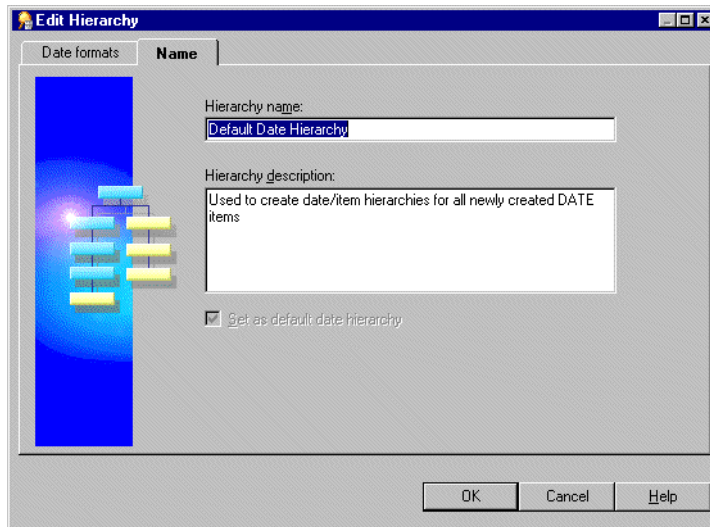 Edit Hierarchy
Date formats
Name
Hierarchy name:
Default Date Hierarchy
Hierarchy description:
Used to create date/item hierarchies for all newly created DATE
items
Set as default date hierarchy
OK
Cancel
Help